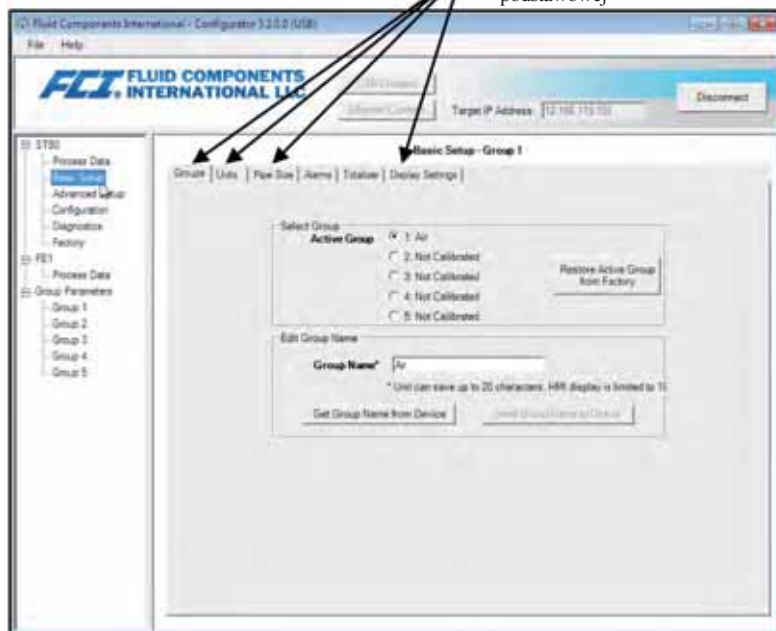 podstawowej
Fluid Components International - Configurator 3.2.0.0 (USB)
File Help
FCI FLUID COMPONENTS
INTERNATIONAL LLC
Target IP Address
Disconnect
ST80
Process Data
Basic Setup
Advanced Setup
Configuration
Diagnostics
Factory
FE1
Process Data
Group Parameters
Group 1
Group 2
Group 3
Group 4
Group 5
Basic Setup - Group 1
Groups Units Pipe Size Alarms Totalizer Display Settings
Select Group
Active Group 1: Air
2: Not Calibrated
3: Not Calibrated
4: Not Calibrated
5: Not Calibrated
Restore Active Group
from Factory
Edit Group Name
Group Name* Air
* Unit can save up to 20 characters. HMI display is limited to
Get Group Name from Device